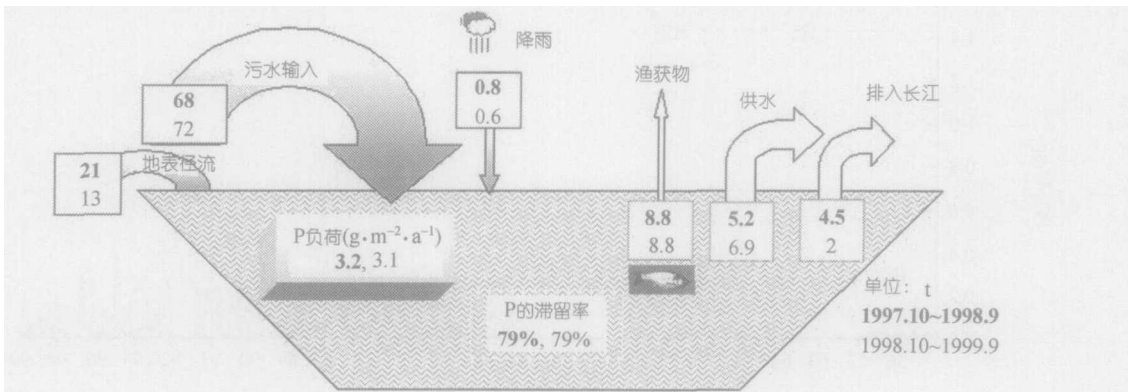 污水输入
68
72
地表径流
21
13
降雨
0.8
0.6
渔获物
8.8
8.8
供水
5.2
6.9
排入长江
4.5
2
P负荷(g·m⁻²·a⁻¹)
3.2, 3.1
P的滞留率
79%, 79%
单位： t
1997.10~1998.9
1998.10~1999.9